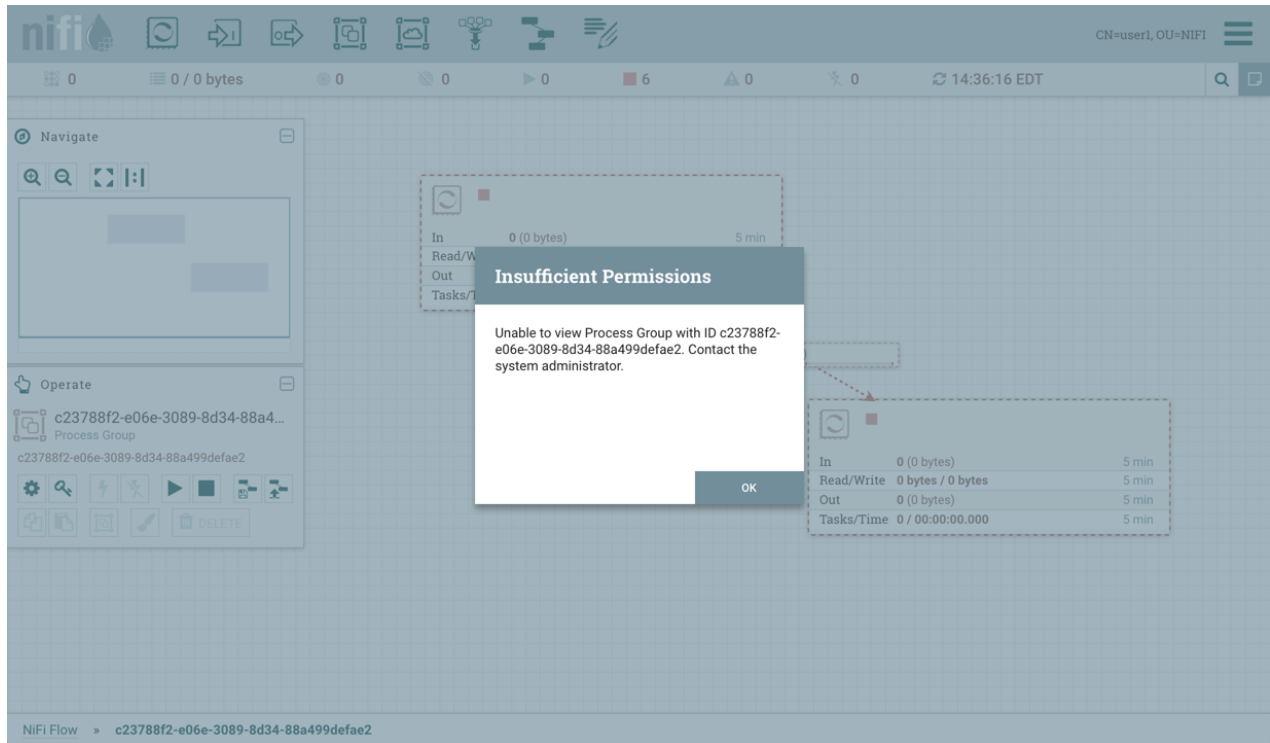 nifi
CN=user1, OU=NIFI
0 0 / 0 bytes 0 0 0 6 0 0 14:36:16 EDT
Navigate
In 0 (0 bytes) 5 min
Read/W
Out
Tasks/T
Insufficient Permissions
Unable to view Process Group with ID c23788f2-
e06e-3089-8d34-88a499defae2. Contact the
system administrator.
OK
Operate
c23788f2-e06e-3089-8d34-88a4...
Process Group
c23788f2-e06e-3089-8d34-88a499defae2
DELETE
In 0 (0 bytes) 5 min
Read/Write 0 bytes / 0 bytes 5 min
Out 0 (0 bytes) 5 min
Tasks/Time 0 / 00:00:00.000 5 min
NiFi Flow » c23788f2-e06e-3089-8d34-88a499defae2